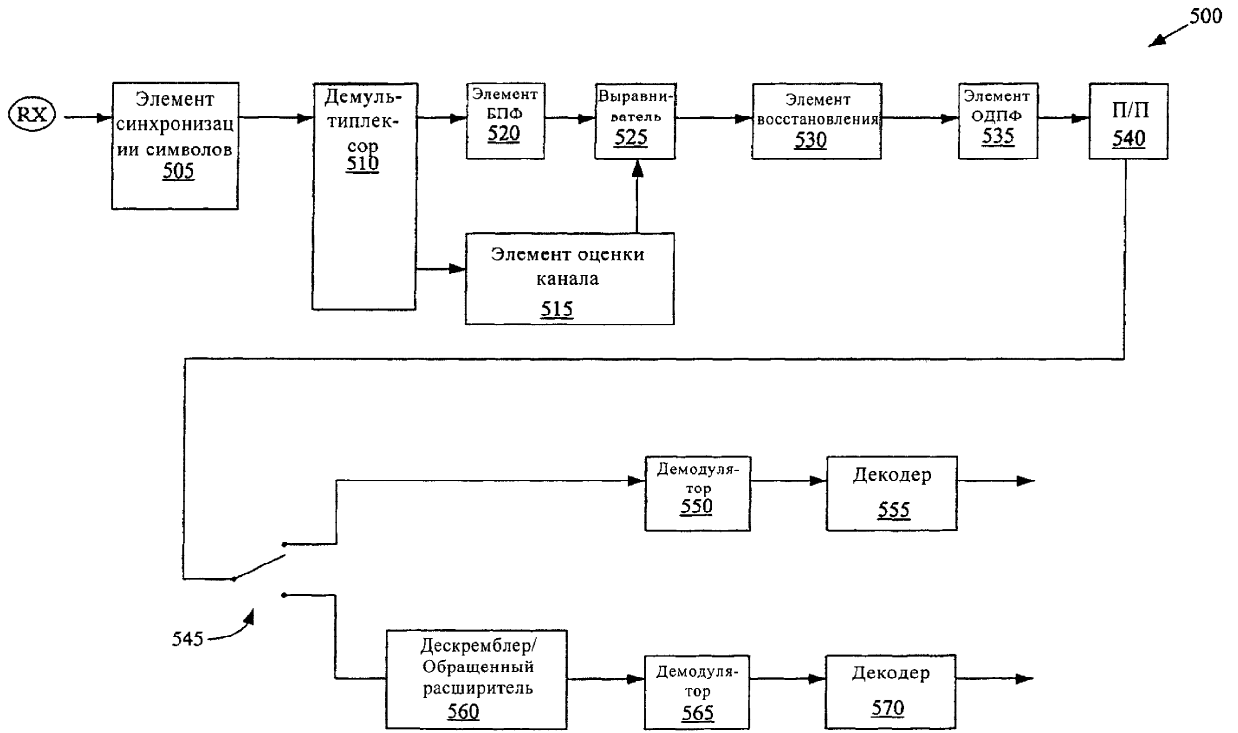 500
RX
Элемент
синхронизац
ии символов
505
Демуль-
типлек-
сор
510
Элемент
БПФ
520
Выравни-
ватель
525
Элемент
восстановления
530
Элемент
ОДПФ
535
П/П
540
Элемент оценки
канала
515
Демодуля-
тор
550
Декодер
555
545
Дескремблер/
Обращенный
расширитель
560
Демодуля-
тор
565
Декодер
570